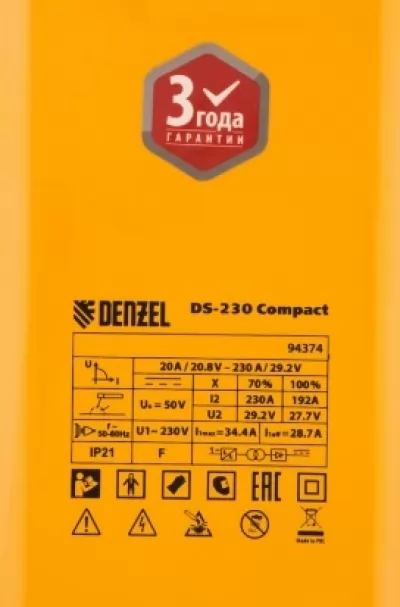 3 года
ГАРАНТИИ
DENZEL DS-230 Compact
94374
U I 20A / 20.8V – 230 A / 29.2V
X 70% 100%
U₀ = 50V I2 230A 192A
U2 29.2V 27.7V
50-60Hz U1~ 230V I1max = 34.4A I1eff = 28.7A
IP21 F
EAC
Made in PRC